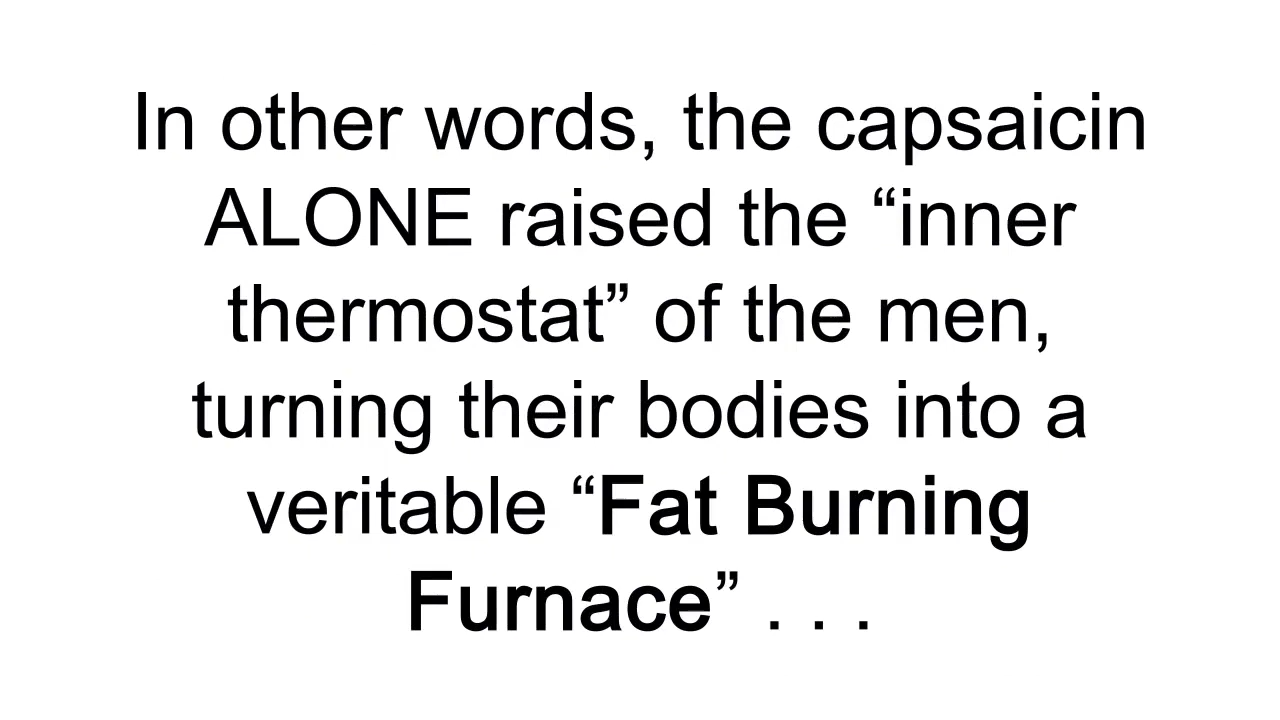 In other words, the capsaicin
ALONE raised the “inner
thermostat” of the men,
turning their bodies into a
veritable “Fat Burning
Furnace” . . .